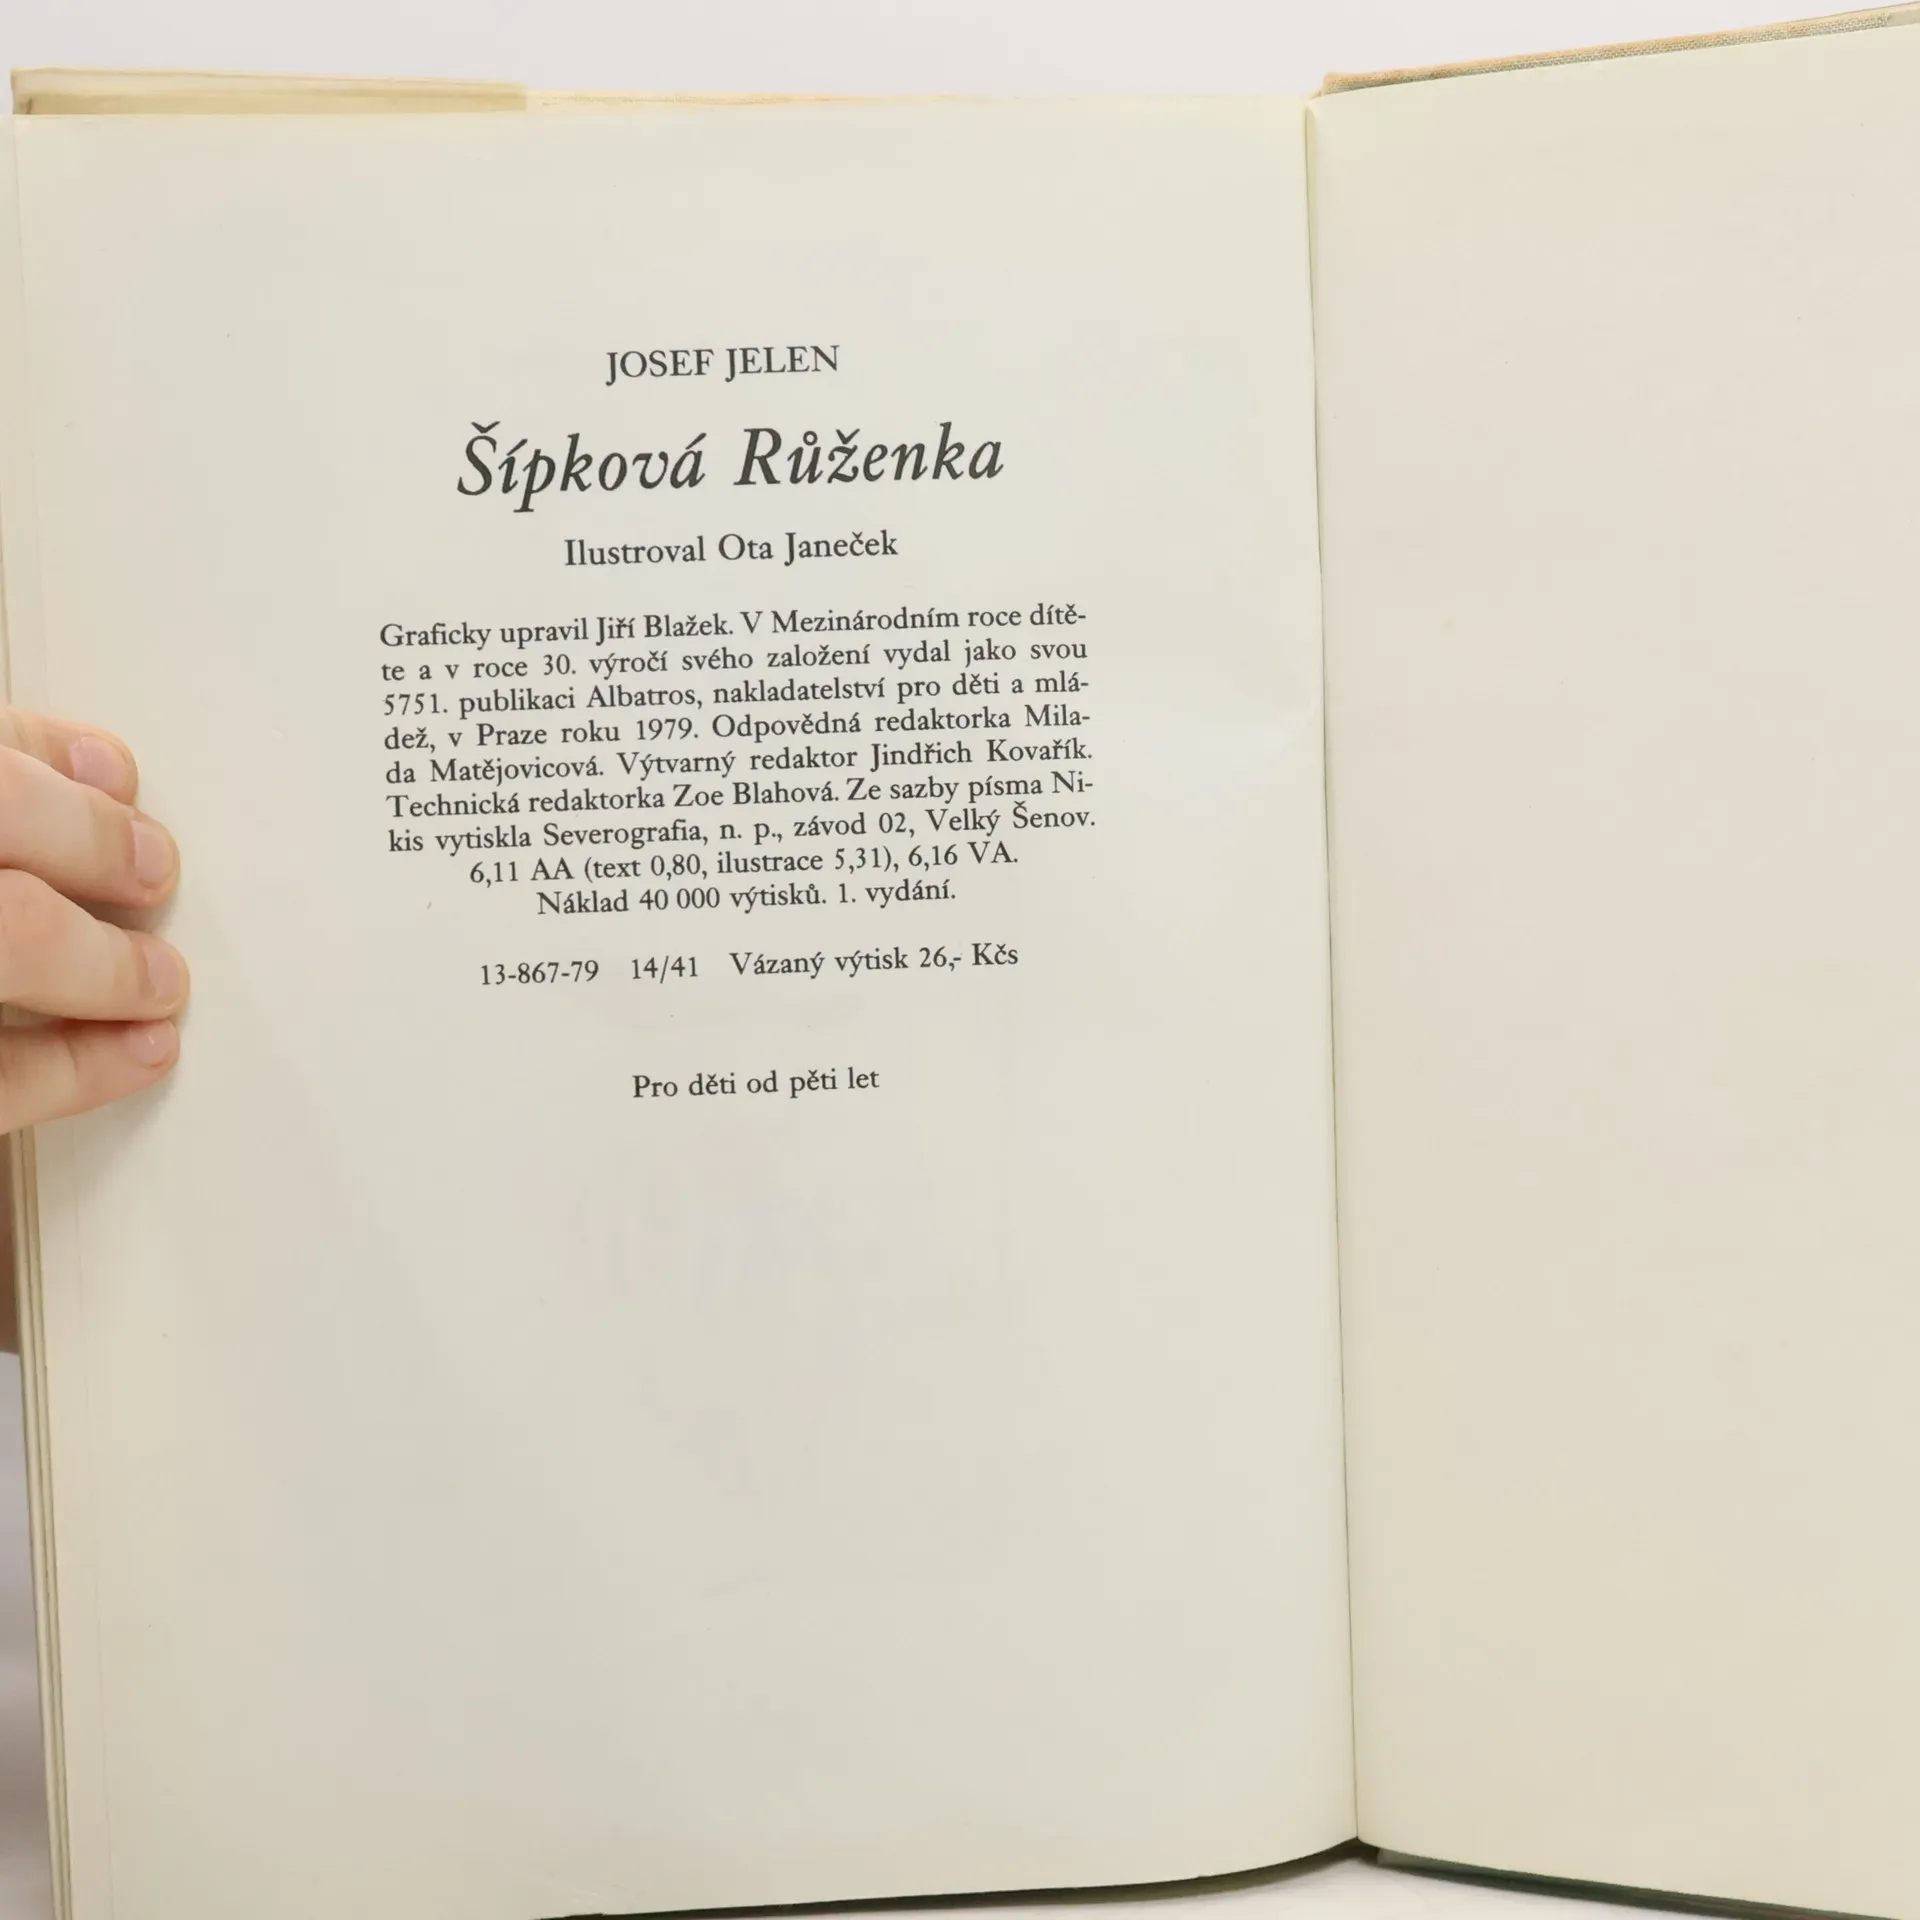 JOSEF JELEN
Šípková Růženka
Ilustroval Ota Janeček
Graficky upravil Jiří Blažek. V Mezinárodním roce dítě-
te a v roce 30. výročí svého založení vydal jako svou
5751. publikaci Albatros, nakladatelství pro děti a mlá-
dež, v Praze roku 1979. Odpovědná redaktorka Mila-
da Matějovicová. Výtvarný redaktor Jindřich Kovařík.
Technická redaktorka Zoe Blahová. Ze sazby písma Ni-
kis vytiskla Severografia, n. p., závod 02, Velký Šenov.
6,11 AA (text 0,80, ilustrace 5,31), 6,16 VA.
Náklad 40 000 výtisků. 1. vydání.
13-867-79 14/41 Vázaný výtisk 26,- Kčs
Pro děti od pěti let